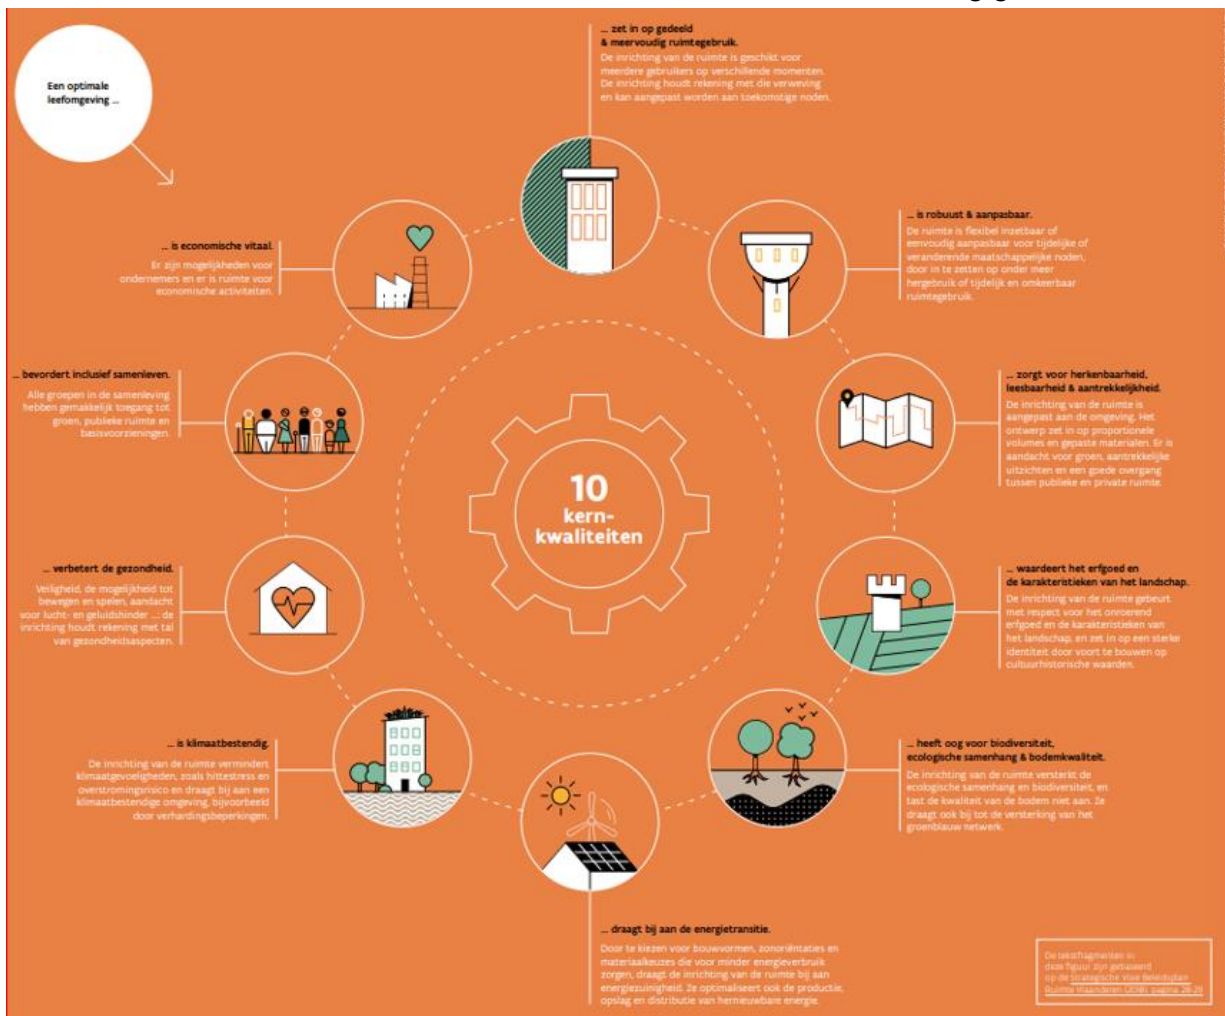 Een optimale
leefomgeving ...
... zet in op gedeeld
& meervoudig ruimtegebruik.
De inrichting van de ruimte is geschikt voor
meerdere gebruikers op verschillende momenten.
De inrichting houdt rekening met die verweving
en kan aangepast worden aan toekomstige noden.
... is robuust & aanpasbaar.
De ruimte is flexibel inzetbaar of
eenvoudig aanpasbaar voor tijdelijke of
veranderende maatschappelijke noden,
door in te zetten op onder meer
hergebruik of tijdelijk en omkeerbaar
ruimtegebruik.
... zorgt voor herkenbaarheid,
leesbaarheid & aantrekkelijkheid.
De inrichting van de ruimte is
aangepast aan de omgeving. Het
ontwerp zet in op proportionele
volumes en gepaste materialen. Er is
aandacht voor groen, aantrekkelijke
uitzichten en een goede overgang
tussen publieke en private ruimte.
... waardeert het erfgoed en
de karakteristieken van het landschap.
De inrichting van de ruimte gebeurt
met respect voor het onroerend
erfgoed en de karakteristieken van
het landschap, en zet in op een sterke
identiteit door voort te bouwen op
cultuurhistorische waarden.
... heeft oog voor biodiversiteit,
ecologische samenhang & bodemkwaliteit.
De inrichting van de ruimte versterkt de
ecologische samenhang en biodiversiteit, en
tast de kwaliteit van de bodem niet aan. Ze
draagt ook bij tot de versterking van het
groenblauw netwerk.
... draagt bij aan de energietransitie.
Door te kiezen voor bouwvormen, zonoriëntaties en
materiaalkeuzes die voor minder energieverbruik
zorgen, draagt de inrichting van de ruimte bij aan
energiezuinigheid. Ze optimaliseert ook de productie,
opslag en distributie van hernieuwbare energie.
... is klimaatbestendig.
De inrichting van de ruimte vermindert
klimaatgevoeligheden, zoals hittestress en
overstromingsrisico en draagt bij aan een
klimaatbestendige omgeving, bijvoorbeeld
door verhardingsbeperkingen.
... verbetert de gezondheid.
Veiligheid, de mogelijkheid tot
bewegen en spelen, aandacht
voor lucht- en geluidshinder ...: de
inrichting houdt rekening met tal
van gezondheidsaspecten.
... bevordert inclusief samenleven.
Alle groepen in de samenleving
hebben gemakkelijk toegang tot
groen, publieke ruimte en
basisvoorzieningen.
... is economische vitaal.
Er zijn mogelijkheden voor
ondernemers en er is ruimte voor
economische activiteiten.
10
kern-
kwaliteiten
De tekstfragmenten in
deze figuur zijn gebaseerd
op de Strategische Visie Beleidsplan
Ruimte Vlaanderen (2018), pagina 28-29